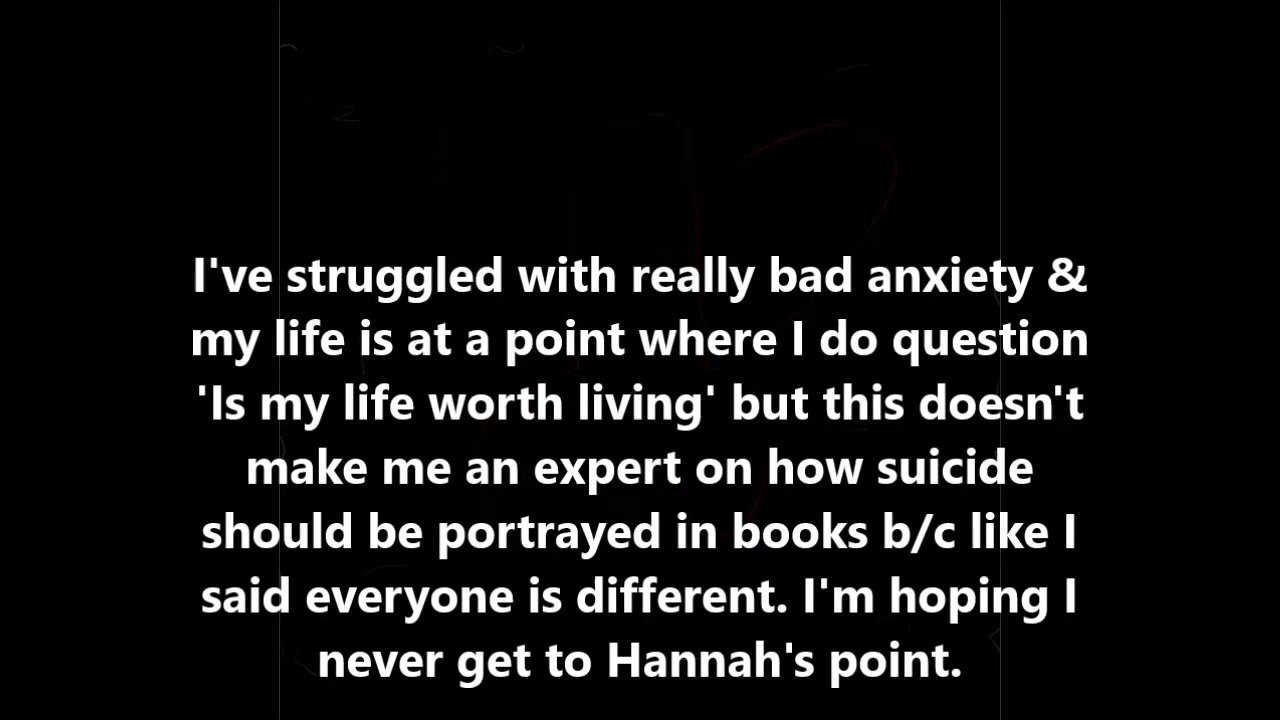 I've struggled with really bad anxiety &
my life is at a point where I do question
'Is my life worth living' but this doesn't
make me an expert on how suicide
should be portrayed in books b/c like I
said everyone is different. I'm hoping I
never get to Hannah's point.